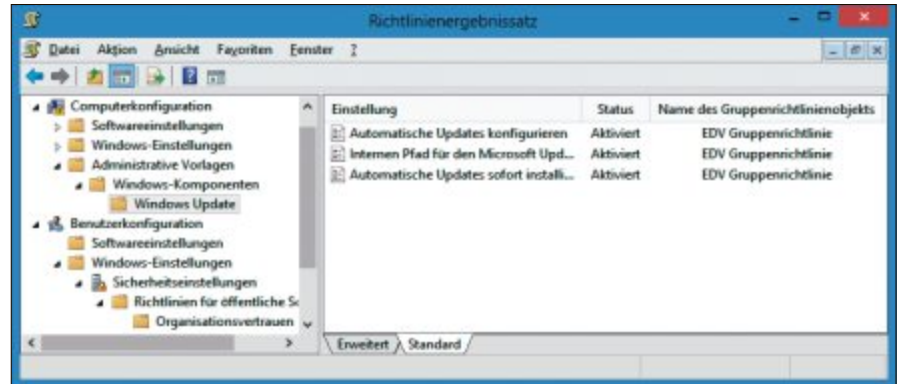 Richtlinienergebnissatz
Datei Aktion Ansicht Favoriten Fenster ?
Computerkonfiguration
Softwareeinstellungen
Windows-Einstellungen
Administrative Vorlagen
Windows-Komponenten
Windows Update
Benutzerkonfiguration
Softwareeinstellungen
Windows-Einstellungen
Sicherheitseinstellungen
Richtlinien für öffentliche Sc
Organisationsvertrauen
Einstellung Status Name des Gruppenrichtlinienobjekts
Automatische Updates konfigurieren Aktiviert EDV Gruppenrichtlinie
Internen Pfad für den Microsoft Upd... Aktiviert EDV Gruppenrichtlinie
Automatische Updates sofort installi... Aktiviert EDV Gruppenrichtlinie
Erweitert Standard